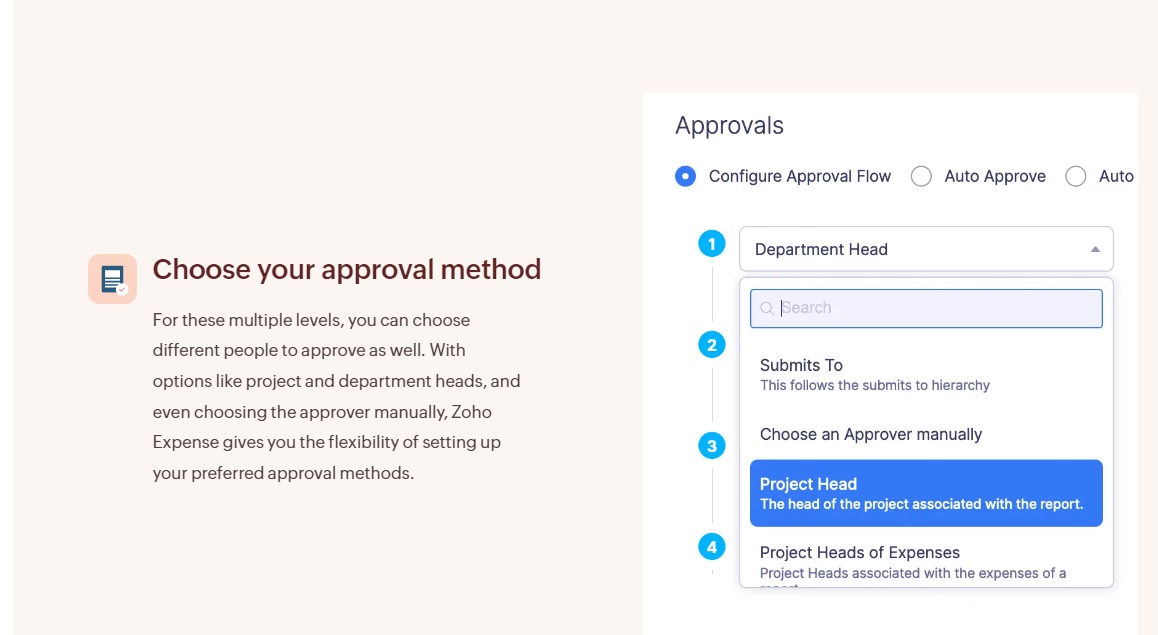 Choose your approval method
For these multiple levels, you can choose
different people to approve as well. With
options like project and department heads, and
even choosing the approver manually, Zoho
Expense gives you the flexibility of setting up
your preferred approval methods.
Approvals
Configure Approval Flow
Auto Approve
Auto
1
Department Head
Search
2
Submits To
This follows the submits to hierarchy
Choose an Approver manually
3
Project Head
The head of the project associated with the report.
4
Project Heads of Expenses
Project Heads associated with the expenses of a